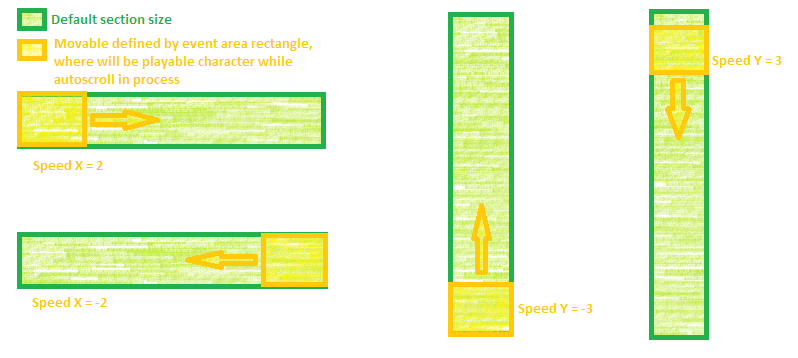 Default section size
Movable defined by event area rectangle,
where will be playable character while
autoscroll in process
Speed X = 2
Speed X = -2
Speed Y = -3
Speed Y = 3